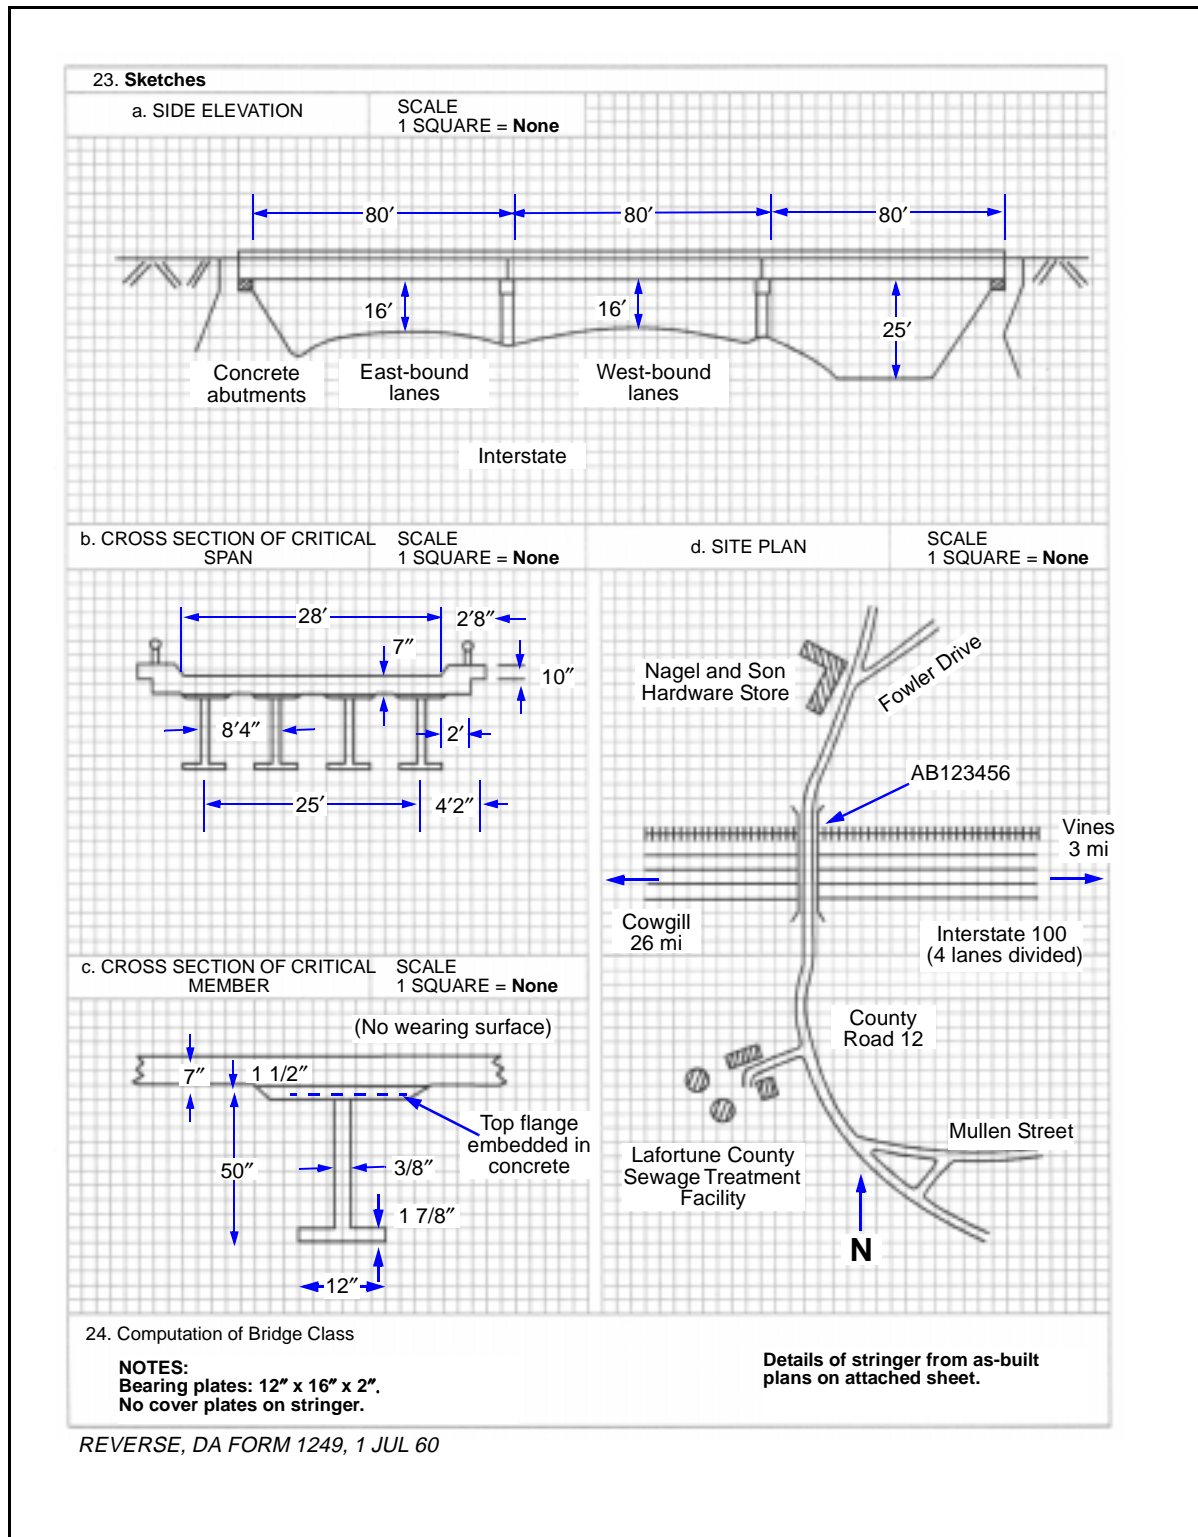 23. Sketches
a. SIDE ELEVATION
SCALE
1 SQUARE = None
80′
80′
80′
16′
16′
25′
Concrete
abutments
East-bound
lanes
West-bound
lanes
Interstate
b. CROSS SECTION OF CRITICAL
SPAN
SCALE
1 SQUARE = None
28′
2′8″
7″
10″
8′4″
2′
25′
4′2″
c. CROSS SECTION OF CRITICAL
MEMBER
SCALE
1 SQUARE = None
(No wearing surface)
7″
1 1/2″
Top flange
embedded in
concrete
50″
3/8″
1 7/8″
12″
d. SITE PLAN
SCALE
1 SQUARE = None
Nagel and Son
Hardware Store
Fowler Drive
AB123456
Vines
3 mi
Cowgill
26 mi
Interstate 100
(4 lanes divided)
County
Road 12
Mullen Street
Lafortune County
Sewage Treatment
Facility
N
24. Computation of Bridge Class
NOTES:
Bearing plates: 12″ x 16″ x 2″.
No cover plates on stringer.
Details of stringer from as-built
plans on attached sheet.
REVERSE, DA FORM 1249, 1 JUL 60